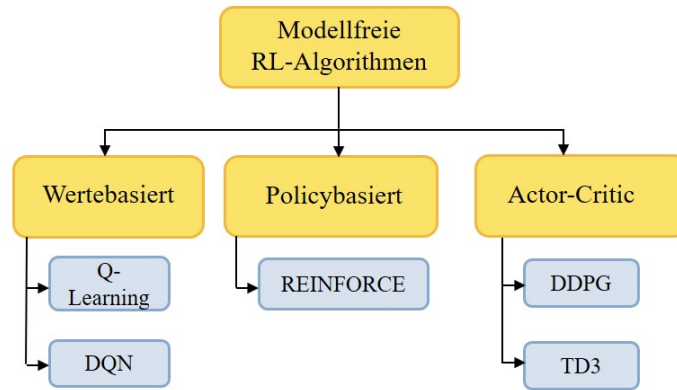 Modellfreie
RL-Algorithmen
Wertebasiert
Policybasiert
Actor-Critic
Q-
Learning
REINFORCE
DDPG
DQN
TD3